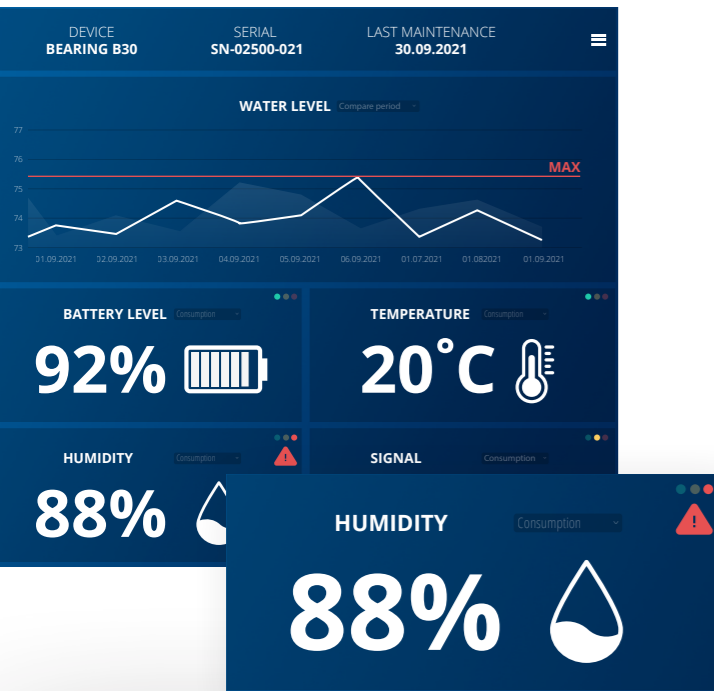 DEVICE SERIAL LAST MAINTENANCE
BEARING B30 SN-02500-021 30.09.2021
WATER LEVEL Compare period
77
76
MAX
75
74
73
01.09.2021 02.09.2021 03.09.2021 04.09.2021 05.09.2021 06.09.2021 01.07.2021 01.082021 01.09.2021
BATTERY LEVEL Consumption
TEMPERATURE Consumption
92%
20°C
HUMIDITY Consumption
!
SIGNAL Consumption
88%
HUMIDITY Consumption
!
88%